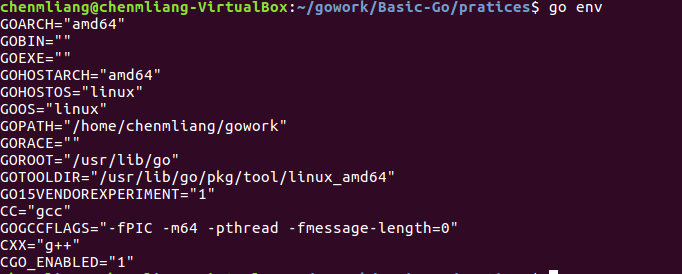 chenmliang@chenmliang-VirtualBox:~/gowork/Basic-Go/pratices$ go env
GOARCH="amd64"
GOBIN=""
GOEXE=""
GOHOSTARCH="amd64"
GOHOSTOS="linux"
GOOS="linux"
GOPATH="/home/chenmliang/gowork"
GORACE=""
GOROOT="/usr/lib/go"
GOTOOLDIR="/usr/lib/go/pkg/tool/linux_amd64"
GO15VENDOREXPERIMENT="1"
CC="gcc"
GOGCCFLAGS="-fPIC -m64 -pthread -fmessage-length=0"
CXX="g++"
CGO_ENABLED="1"